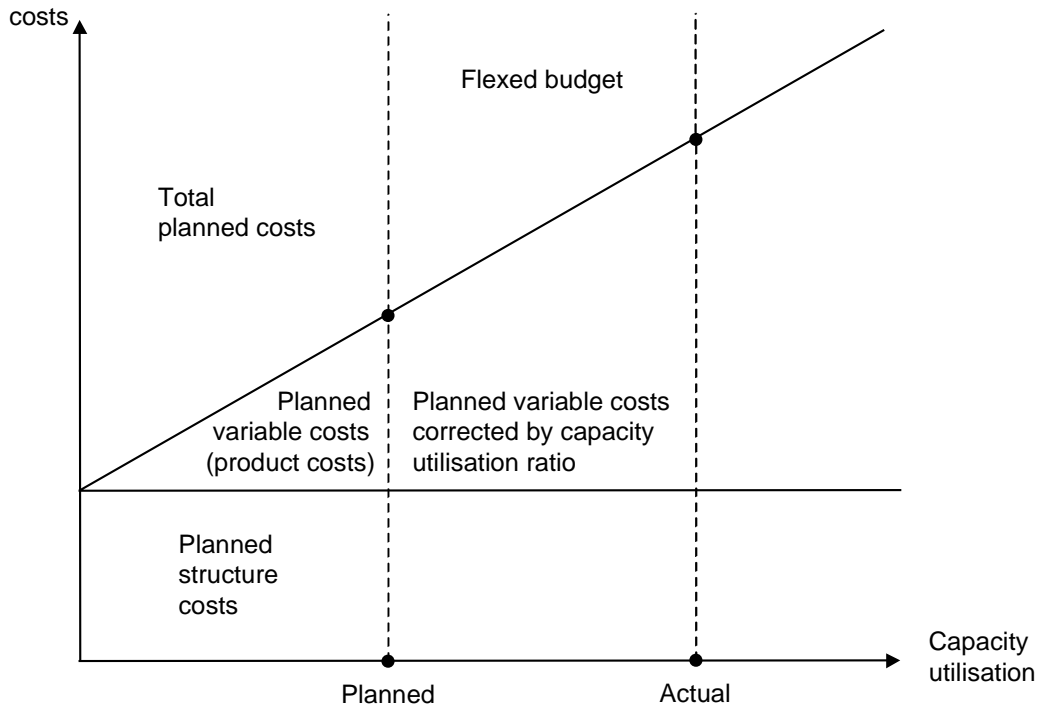 costs
Flexed budget
Total
planned costs
Planned
variable costs
(product costs)
Planned variable costs
corrected by capacity
utilisation ratio
Planned
structure
costs
Capacity
utilisation
Planned
Actual